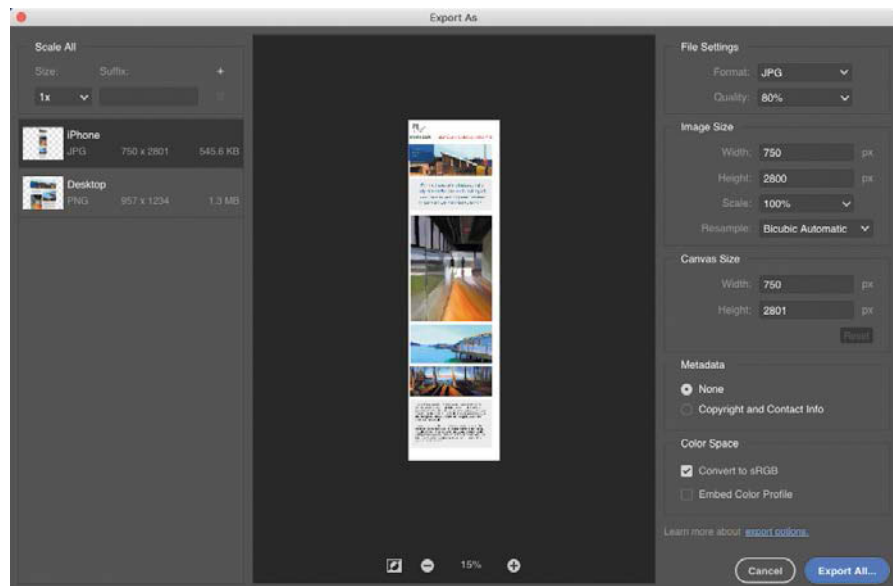 Export As
Scale All
Size: Suffix: +
1x
iPhone
JPG 750 x 2801 545.6 KB
Desktop
PNG 957 x 1234 1.3 MB
15%
File Settings
Format: JPG
Quality: 80%
Image Size
Width: 750 px
Height: 2800 px
Scale: 100%
Resample: Bicubic Automatic
Canvas Size
Width: 750 px
Height: 2801 px
Reset
Metadata
None
Copyright and Contact Info
Color Space
Convert to sRGB
Embed Color Profile
Learn more about export options.
Cancel Export All...